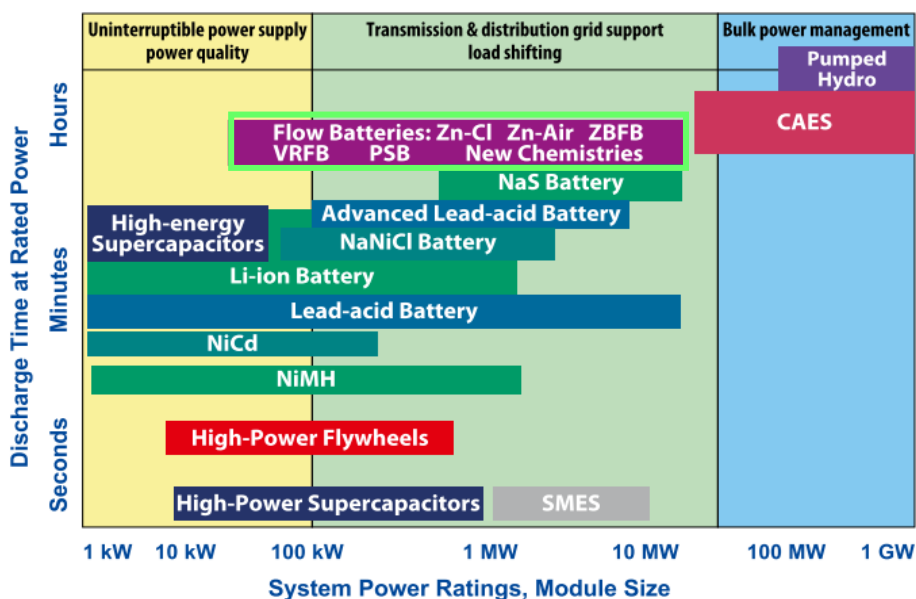 Uninterruptible power supply
power quality
Transmission & distribution grid support
load shifting
Bulk power management
Pumped
Hydro
CAES
Flow Batteries: Zn-Cl Zn-Air ZBFB
VRFB PSB New Chemistries
NaS Battery
Advanced Lead-acid Battery
High-energy
Supercapacitors
NaNiCl Battery
Li-ion Battery
Lead-acid Battery
NiCd
NiMH
High-Power Flywheels
High-Power Supercapacitors
SMES
Discharge Time at Rated Power
Hours
Minutes
Seconds
1 kW 10 kW 100 kW 1 MW 10 MW 100 MW 1 GW
System Power Ratings, Module Size